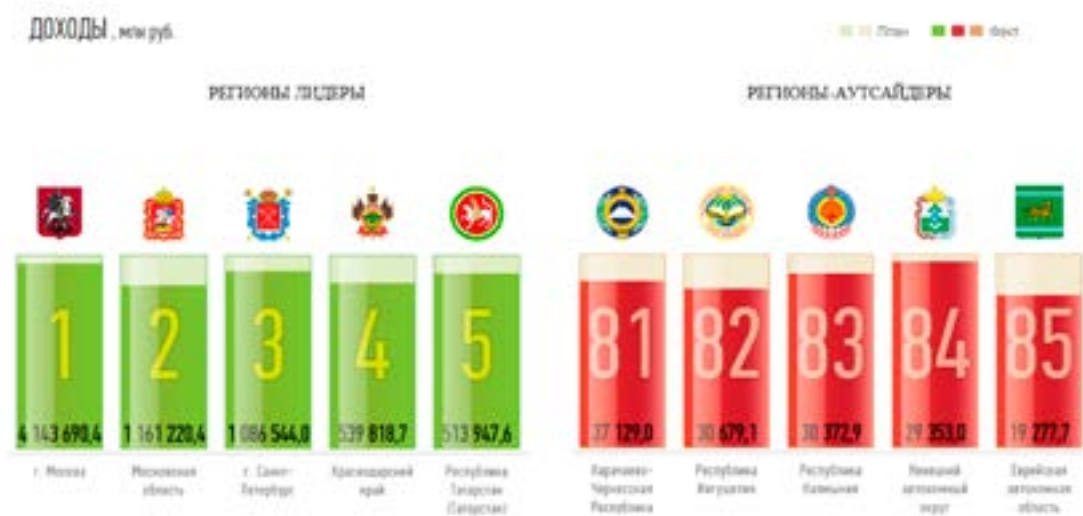 ДОХОДЫ, млн руб.
План
Факт
РЕГИОНЫ ЛИДЕРЫ
РЕГИОНЫ-АУТСАЙДЕРЫ
1
2
3
4
5
81
82
83
84
85
4 143 690,4
1 161 220,4
1 086 544,0
539 818,7
513 947,6
37 129,0
30 679,1
30 372,9
29 353,0
19 277,7
г. Москва
Московская
область
г. Санкт-
Петербург
Краснодарский
край
Республика
Татарстан
(Татарстан)
Карачаево-
Черкесская
Республика
Республика
Ингушетия
Республика
Калмыкия
Ненецкий
автономный
округ
Еврейская
автономная
область